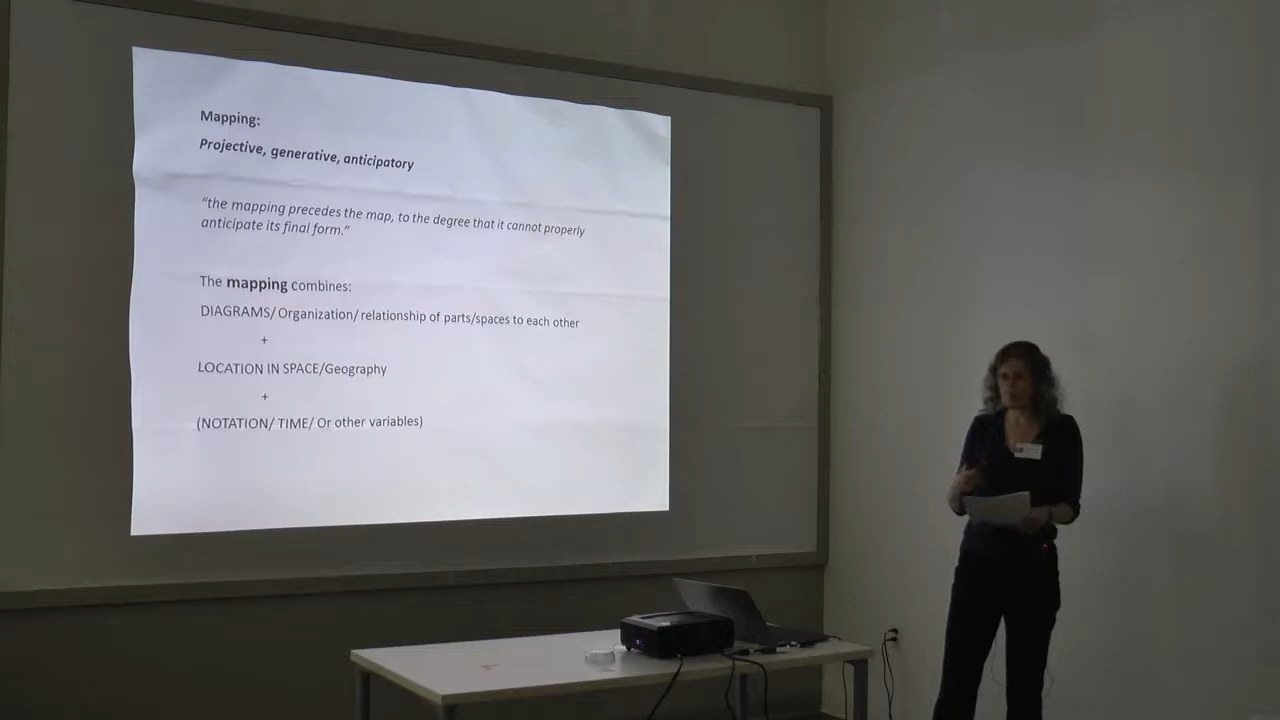 Mapping:
Projective, generative, anticipatory
“the mapping precedes the map, to the degree that it cannot properly
anticipate its final form.”
The mapping combines:
DIAGRAMS/ Organization/ relationship of parts/spaces to each other
+
LOCATION IN SPACE/Geography
+
(NOTATION/ TIME/ Or other variables)